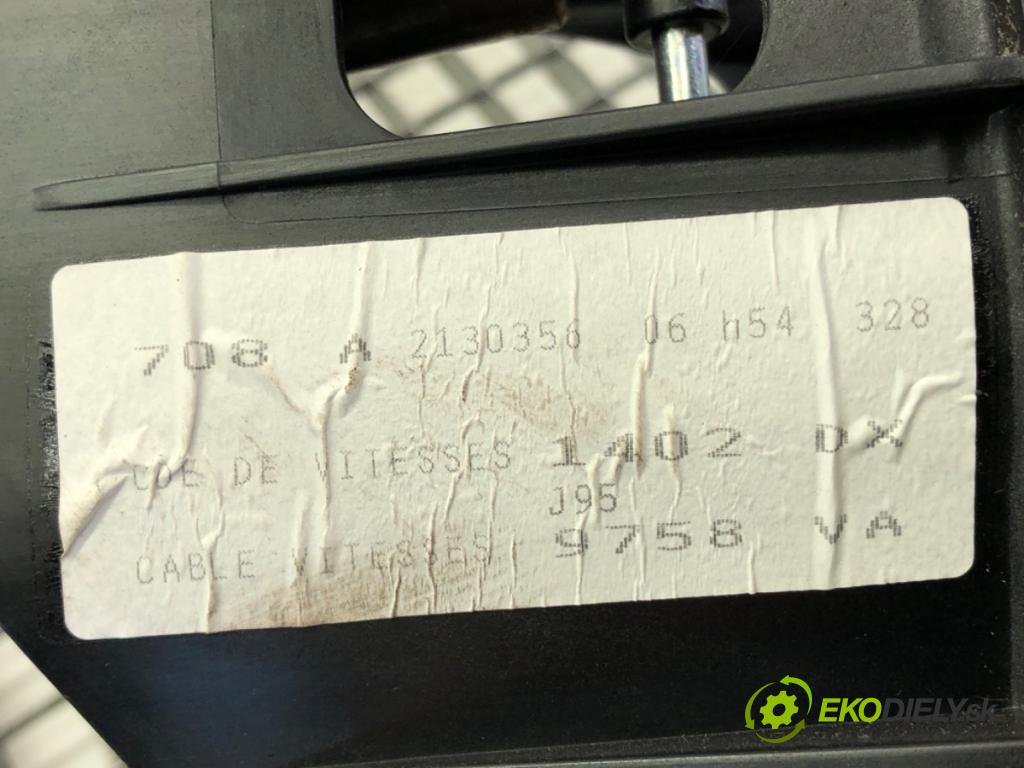 708 A 2130356 06 h54 328
CDE DE VITESSES 1402 DX
J95
CABLE VITESSES 9758 VA
EKODIELY.sk